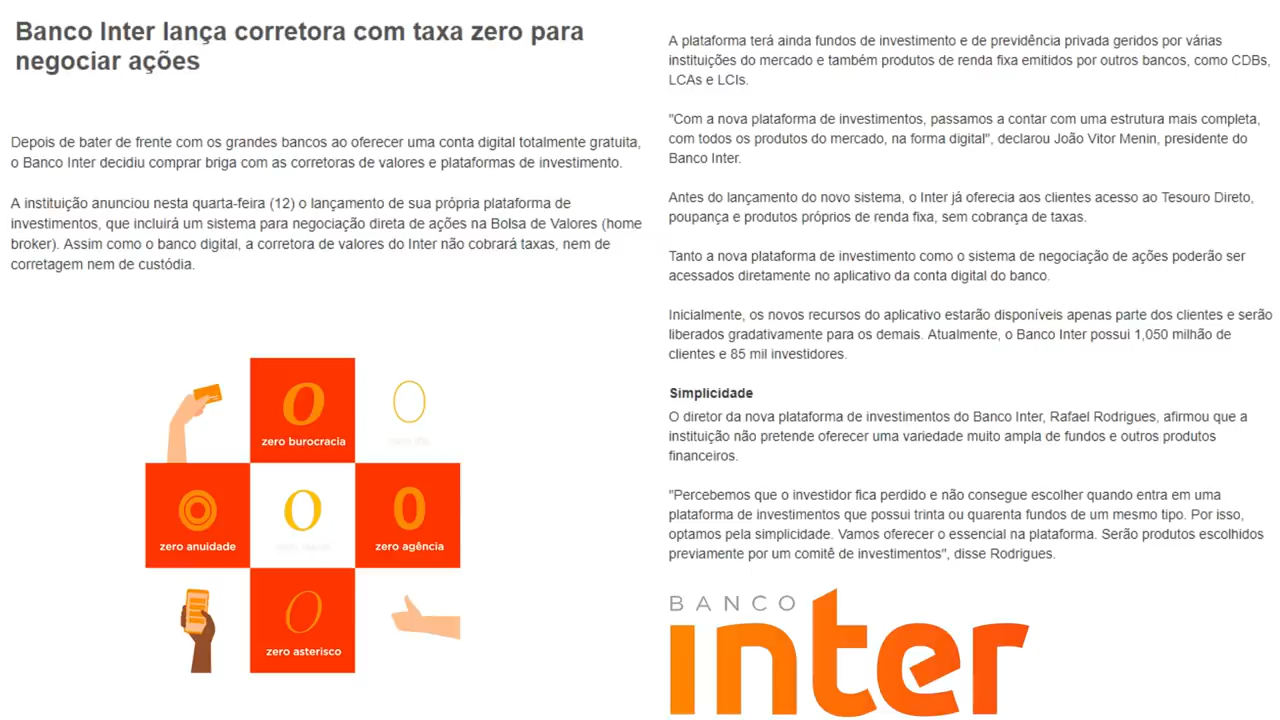 Banco Inter lança corretora com taxa zero para
negociar ações
Depois de bater de frente com os grandes bancos ao oferecer uma conta digital totalmente gratuita,
o Banco Inter decidiu comprar briga com as corretoras de valores e plataformas de investimento.
A instituição anunciou nesta quarta-feira (12) o lançamento de sua própria plataforma de
investimentos, que incluirá um sistema para negociação direta de ações na Bolsa de Valores (home
broker). Assim como o banco digital, a corretora de valores do Inter não cobrará taxas, nem de
corretagem nem de custódia.
0
zero burocracia
0
0
zero anuidade
0
0
zero agência
0
zero asterisco
A plataforma terá ainda fundos de investimento e de previdência privada geridos por várias
instituições do mercado e também produtos de renda fixa emitidos por outros bancos, como CDBs,
LCAs e LCIs.
"Com a nova plataforma de investimentos, passamos a contar com uma estrutura mais completa,
com todos os produtos do mercado, na forma digital", declarou João Vitor Menin, presidente do
Banco Inter.
Antes do lançamento do novo sistema, o Inter já oferecia aos clientes acesso ao Tesouro Direto,
poupança e produtos próprios de renda fixa, sem cobrança de taxas.
Tanto a nova plataforma de investimento como o sistema de negociação de ações poderão ser
acessados diretamente no aplicativo da conta digital do banco.
Inicialmente, os novos recursos do aplicativo estarão disponíveis apenas parte dos clientes e serão
liberados gradativamente para os demais. Atualmente, o Banco Inter possui 1,050 milhão de
clientes e 85 mil investidores.
Simplicidade
O diretor da nova plataforma de investimentos do Banco Inter, Rafael Rodrigues, afirmou que a
instituição não pretende oferecer uma variedade muito ampla de fundos e outros produtos
financeiros.
"Percebemos que o investidor fica perdido e não consegue escolher quando entra em uma
plataforma de investimentos que possui trinta ou quarenta fundos de um mesmo tipo. Por isso,
optamos pela simplicidade. Vamos oferecer o essencial na plataforma. Serão produtos escolhidos
previamente por um comitê de investimentos", disse Rodrigues.
BANCO
inter